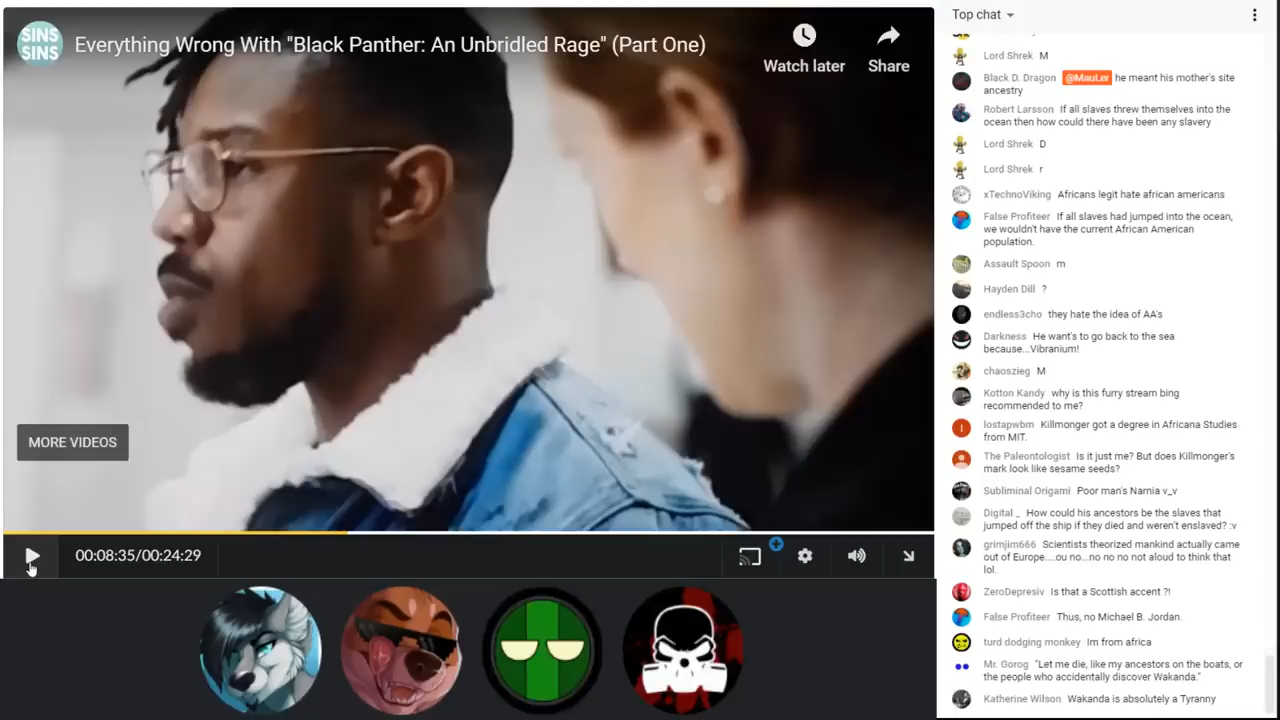 SINS
SINS
Everything Wrong With "Black Panther: An Unbridled Rage" (Part One)
Watch later
Share
MORE VIDEOS
00:08:35/00:24:29
Top chat
Lord Shrek M
Black D. Dragon @MauLer he meant his mother's site
ancestry
Robert Larsson If all slaves threw themselves into the
ocean then how could there have been any slavery
Lord Shrek D
Lord Shrek r
xTechnoViking Africans legit hate african americans
False Profiteer If all slaves had jumped into the ocean,
we wouldn't have the current African American
population.
Assault Spoon m
Hayden Dill ?
endless3cho they hate the idea of AA's
Darkness He want's to go back to the sea
because...Vibranium!
chaoszieg M
Kotton Kandy why is this furry stream bing
recommended to me?
lostapwbm Killmonger got a degree in Africana Studies
from MIT.
The Paleontologist Is it just me? But does Killmonger's
mark look like sesame seeds?
Subliminal Origami Poor man's Narnia v_v
Digital _ How could his ancestors be the slaves that
jumped off the ship if they died and weren't enslaved? :v
grimjim666 Scientists theorized mankind actually came
out of Europe....ou no...no no no not aloud to think that
lol.
ZeroDepresiv Is that a Scottish accent ?!
False Profiteer Thus, no Michael B. Jordan.
turd dodging monkey Im from africa
Mr. Gorog "Let me die, like my ancestors on the boats, or
the people who accidentally discover Wakanda."
Katherine Wilson Wakanda is absolutely a Tyranny